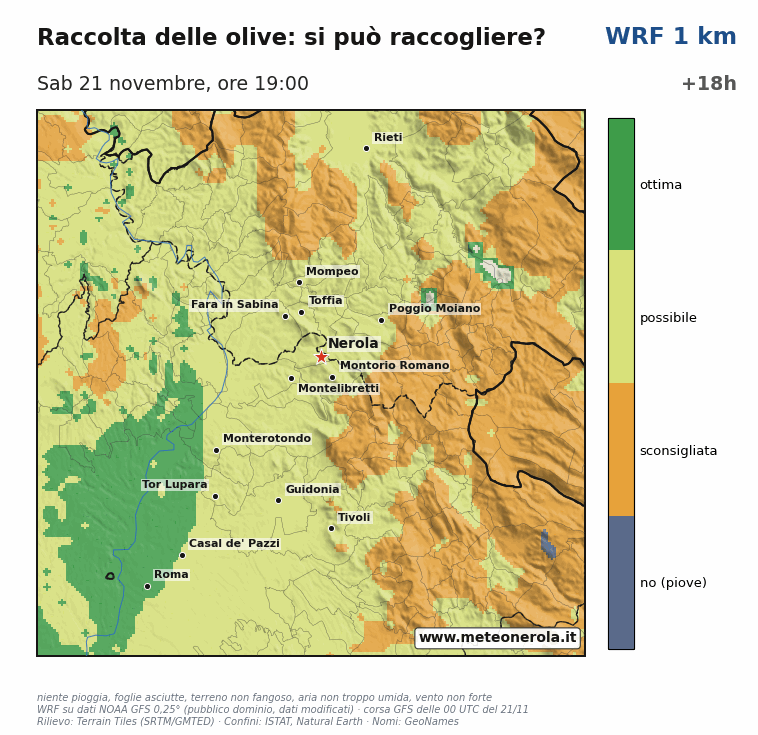 Raccolta delle olive: si può raccogliere?
WRF 1 km
Sab 21 novembre, ore 19:00
+18h
Rieti
Mompeo
Fara in Sabina
Toffia
Poggio Moiano
Nerola
Montorio Romano
Montelibretti
Monterotondo
Tor Lupara
Guidonia
Tivoli
Casal de' Pazzi
Roma
www.meteonerola.it
ottima
possibile
sconsigliata
no (piove)
niente pioggia, foglie asciutte, terreno non fangoso, aria non troppo umida, vento non forte
WRF su dati NOAA GFS 0,25° (pubblico dominio, dati modificati) · corsa GFS delle 00 UTC del 21/11
Rilievo: Terrain Tiles (SRTM/GMTED) · Confini: ISTAT, Natural Earth · Nomi: GeoNames